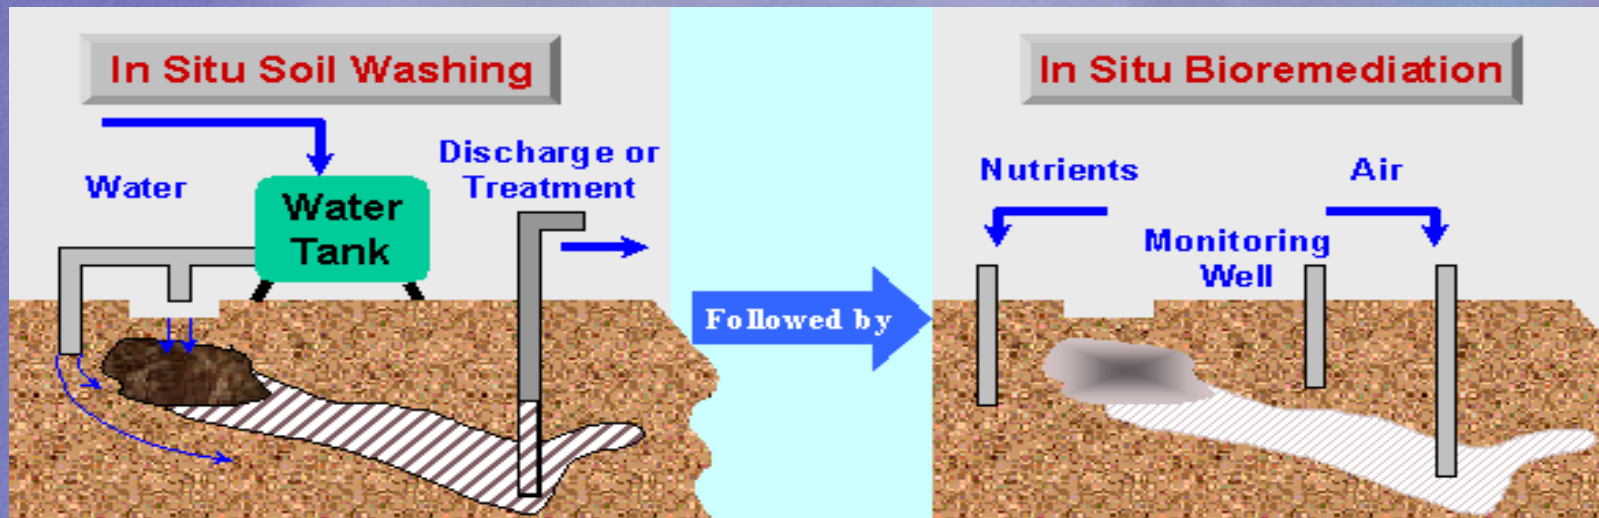 In Situ Soil Washing
Water
Water
Tank
Discharge or
Treatment
Followed by
In Situ Bioremediation
Nutrients
Air
Monitoring
Well